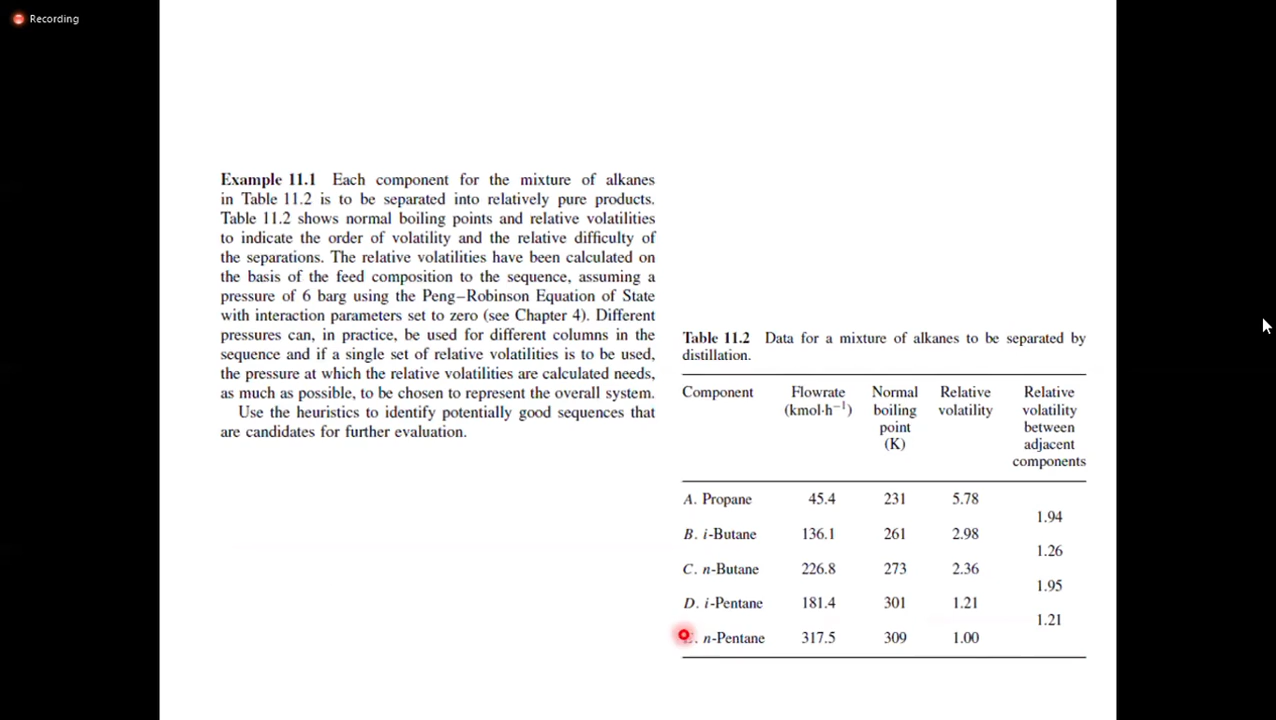 Recording
Example 11.1 Each component for the mixture of alkanes
in Table 11.2 is to be separated into relatively pure products.
Table 11.2 shows normal boiling points and relative volatilities
to indicate the order of volatility and the relative difficulty of
the separations. The relative volatilities have been calculated on
the basis of the feed composition to the sequence, assuming a
pressure of 6 barg using the Peng–Robinson Equation of State
with interaction parameters set to zero (see Chapter 4). Different
pressures can, in practice, be used for different columns in the
sequence and if a single set of relative volatilities is to be used,
the pressure at which the relative volatilities are calculated needs,
as much as possible, to be chosen to represent the overall system.
Use the heuristics to identify potentially good sequences that
are candidates for further evaluation.
Table 11.2 Data for a mixture of alkanes to be separated by
distillation.
Component Flowrate Normal Relative Relative
(kmol·h⁻¹) boiling volatility volatility
point between
(K) adjacent
components
A. Propane 45.4 231 5.78
1.94
B. i-Butane 136.1 261 2.98
1.26
C. n-Butane 226.8 273 2.36
1.95
D. i-Pentane 181.4 301 1.21
1.21
n-Pentane 317.5 309 1.00